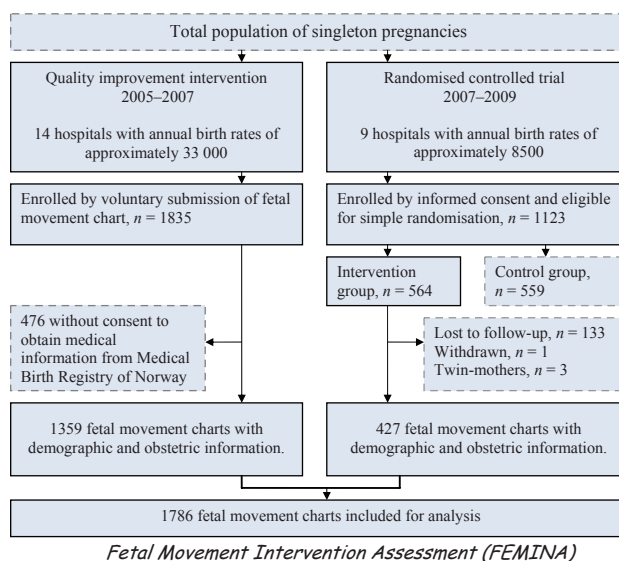 Total population of singleton pregnancies
Quality improvement intervention
2005–2007
14 hospitals with annual birth rates of
approximately 33 000
Randomised controlled trial
2007–2009
9 hospitals with annual birth rates of
approximately 8500
Enrolled by voluntary submission of fetal
movement chart, n = 1835
Enrolled by informed consent and eligible
for simple randomisation, n = 1123
Intervention
group, n = 564
Control group,
n = 559
476 without consent to
obtain medical
information from Medical
Birth Registry of Norway
Lost to follow-up, n = 133
Withdrawn, n = 1
Twin-mothers, n = 3
1359 fetal movement charts with
demographic and obstetric information.
427 fetal movement charts with
demographic and obstetric information.
1786 fetal movement charts included for analysis
Fetal Movement Intervention Assessment (FEMINA)